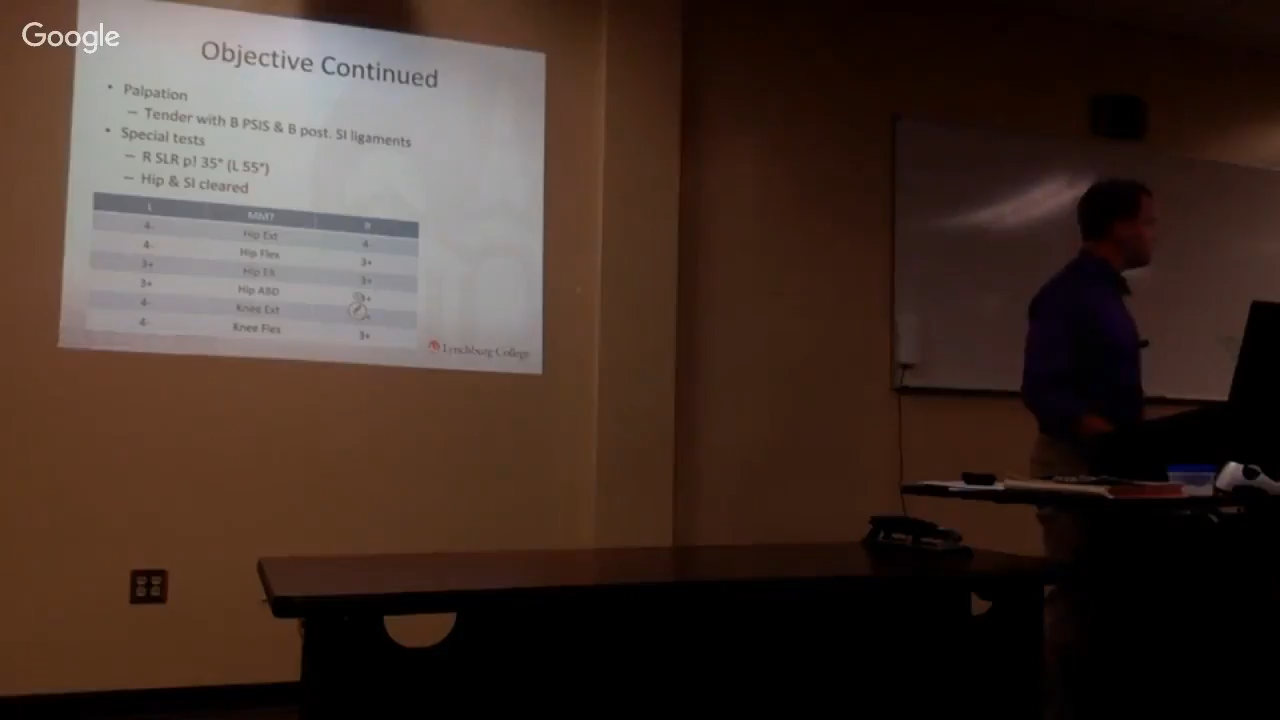 Google
Objective Continued
• Palpation
– Tender with B PSIS & B post. SI ligaments
• Special tests
– R SLR p! 35° (L 55°)
– Hip & SI cleared
L MMT R
4- Hip Ext 4-
4- Hip Flex 3+
3+ Hip ER 3+
3+ Hip ABD
4- Knee Ext
4- Knee Flex 3+
Lynchburg College